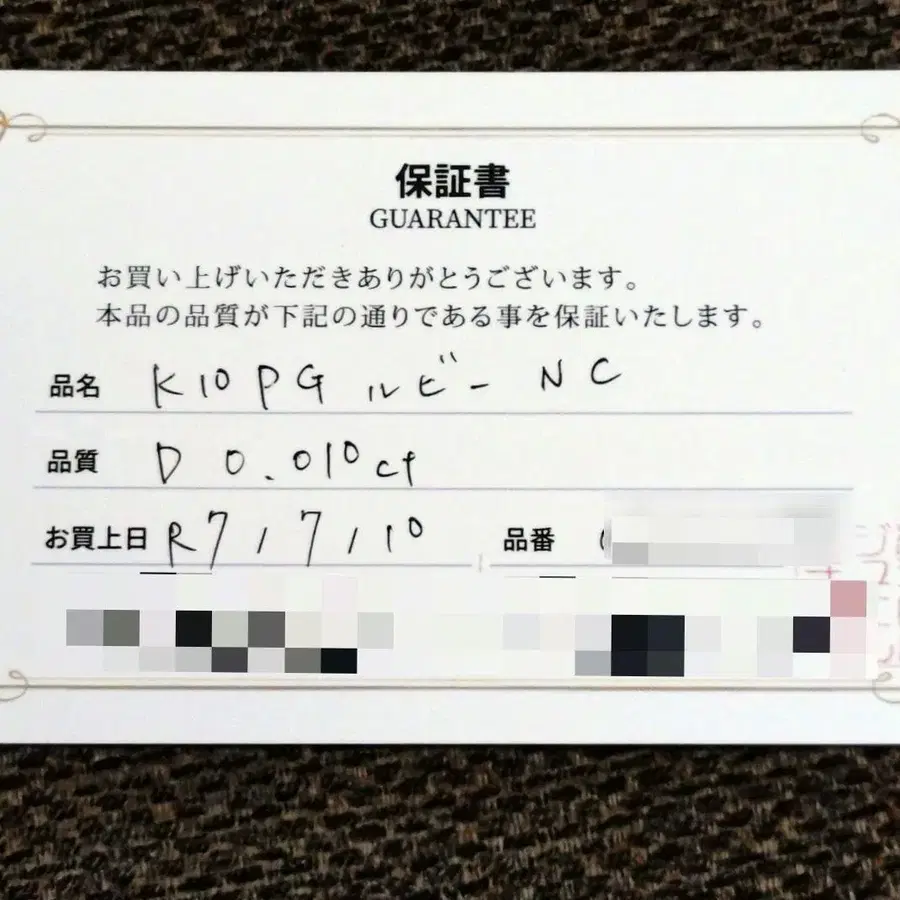 保証書
GUARANTEE
お買い上げいただきありがとうございます。
本品の品質が下記の通りである事を保証いたします。
品名 K10 PG ルビー NC
品質 D 0.010ct
お買上日 R7/7/10 品番